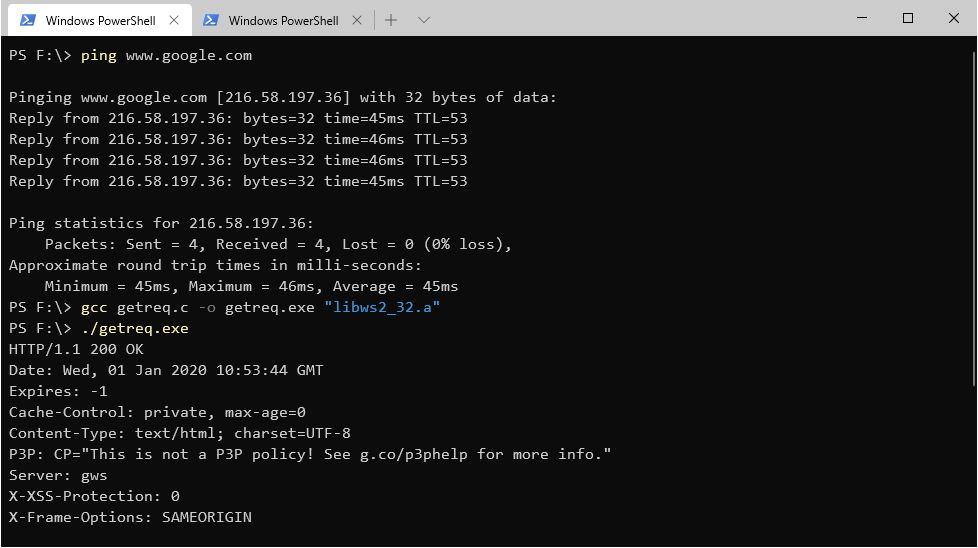 Windows PowerShell
Windows PowerShell
PS F:\> ping www.google.com
Pinging www.google.com [216.58.197.36] with 32 bytes of data:
Reply from 216.58.197.36: bytes=32 time=45ms TTL=53
Reply from 216.58.197.36: bytes=32 time=46ms TTL=53
Reply from 216.58.197.36: bytes=32 time=46ms TTL=53
Reply from 216.58.197.36: bytes=32 time=45ms TTL=53
Ping statistics for 216.58.197.36:
    Packets: Sent = 4, Received = 4, Lost = 0 (0% loss),
Approximate round trip times in milli-seconds:
    Minimum = 45ms, Maximum = 46ms, Average = 45ms
PS F:\> gcc getreq.c -o getreq.exe "libws2_32.a"
PS F:\> ./getreq.exe
HTTP/1.1 200 OK
Date: Wed, 01 Jan 2020 10:53:44 GMT
Expires: -1
Cache-Control: private, max-age=0
Content-Type: text/html; charset=UTF-8
P3P: CP="This is not a P3P policy! See g.co/p3phelp for more info."
Server: gws
X-XSS-Protection: 0
X-Frame-Options: SAMEORIGIN